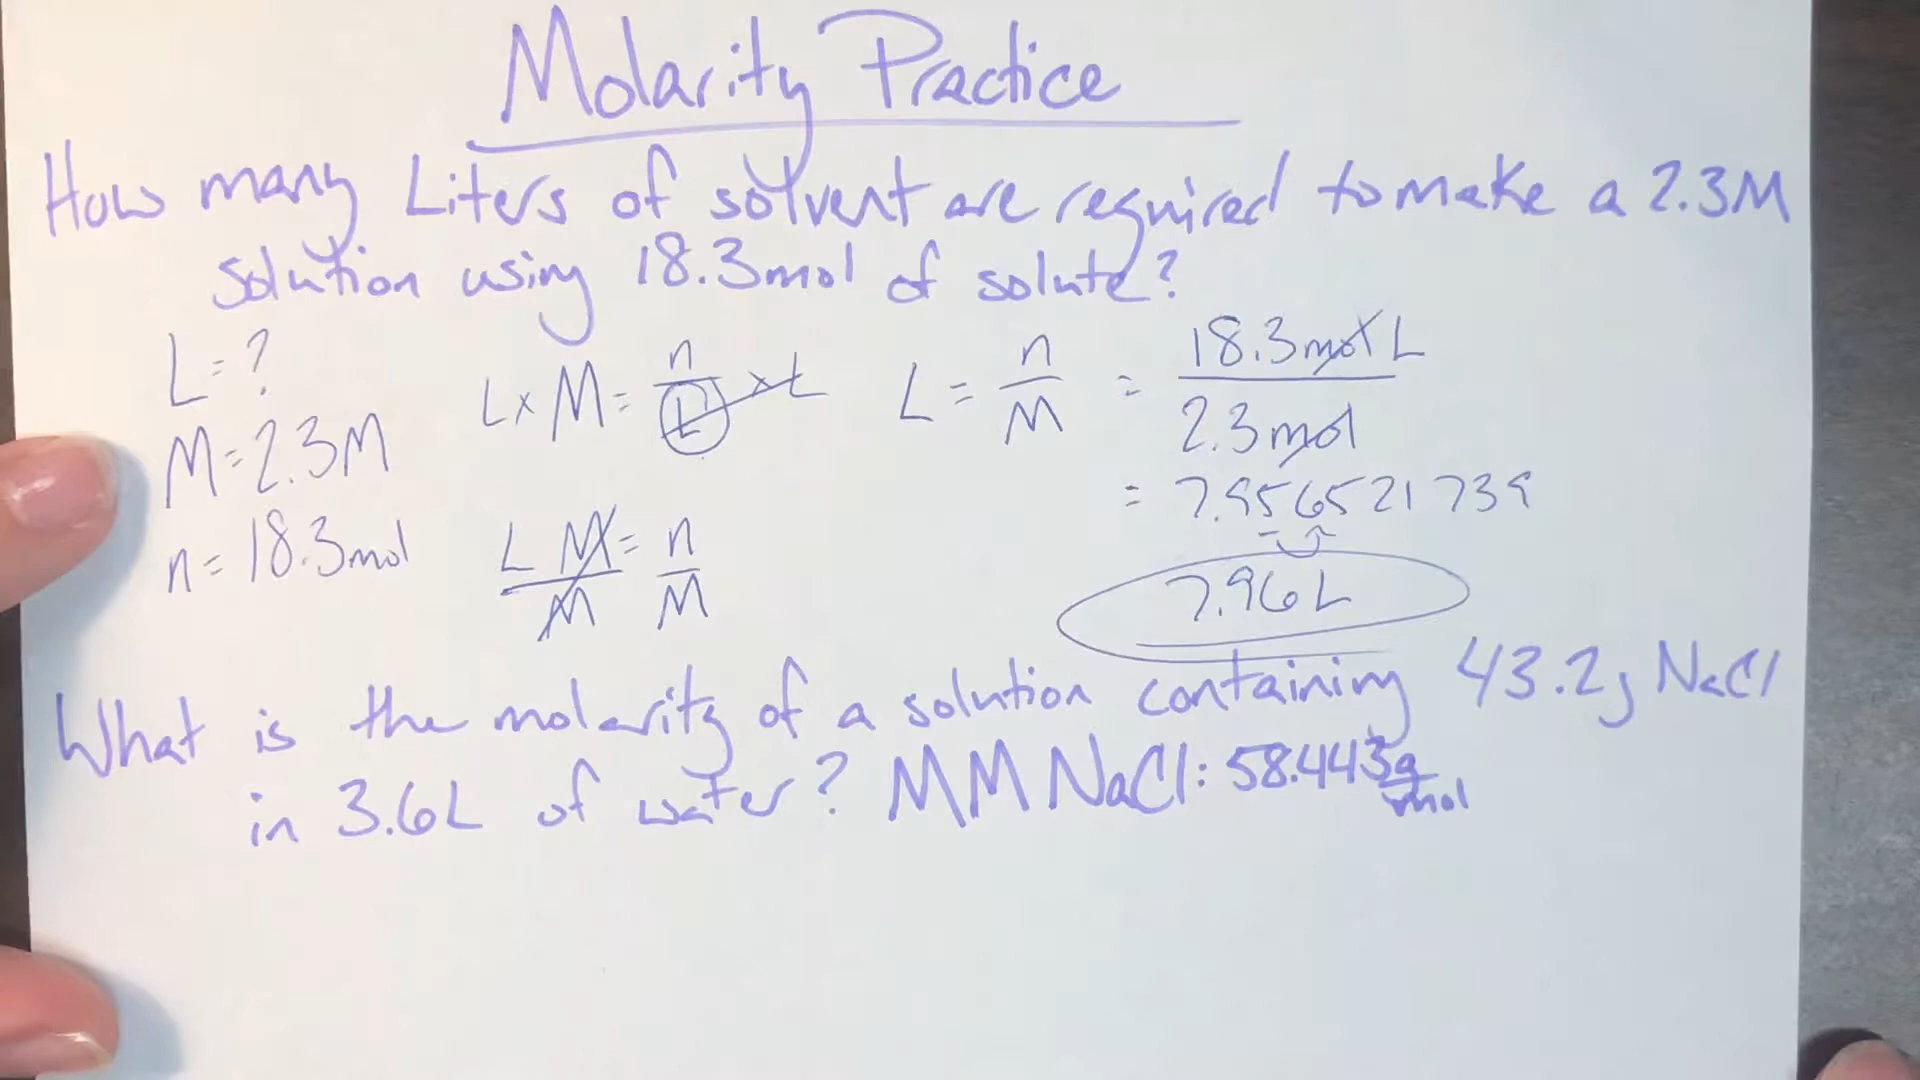 Molarity Practice
How many Liters of solvent are required to make a 2.3M
solution using 18.3mol of solute?
L=?
M=2.3M
n=18.3mol
L×M= n/L ×L
L M/M = n/M
L = n/M = 18.3mol L/2.3mol
= 7.956521739
7.96L
What is the molarity of a solution containing 43.2g NaCl
in 3.6L of water? MM NaCl: 58.443g/mol